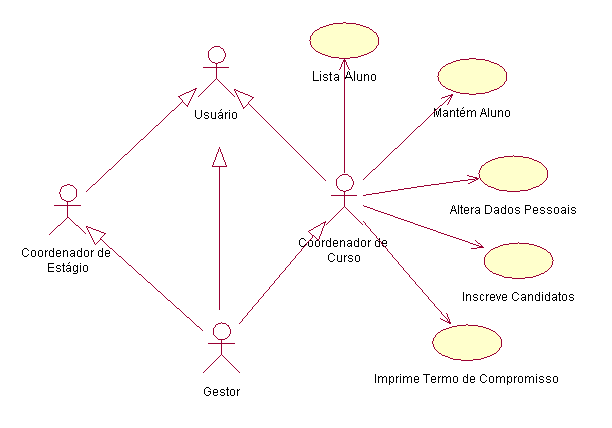 Lista Aluno
Usuário
Mantém Aluno
Altera Dados Pessoais
Coordenador de
Estágio
Coordenador de
Curso
Inscreve Candidatos
Imprime Termo de Compromisso
Gestor